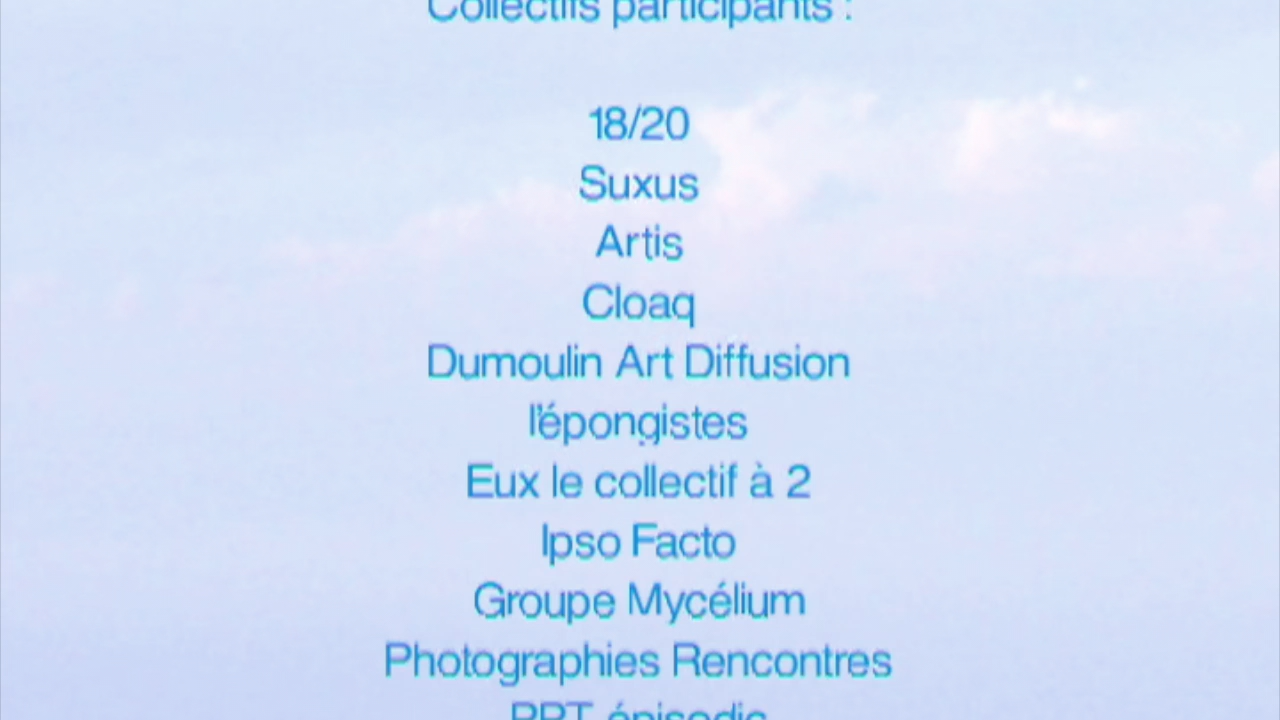 Collectifs participants :
18/20
Suxus
Artis
Cloaq
Dumoulin Art Diffusion
l'épongistes
Eux le collectif à 2
Ipso Facto
Groupe Mycélium
Photographies Rencontres
épisodic